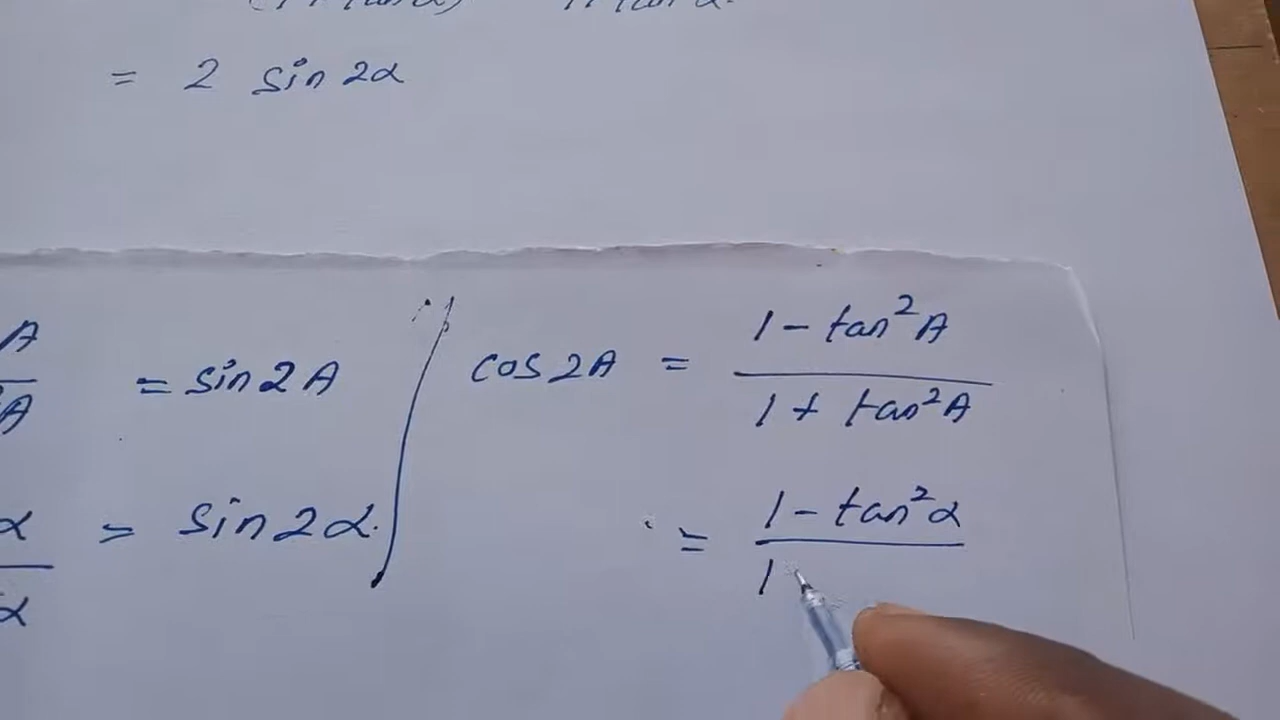 = 2 sin 2α
A
A = sin 2A
cos 2A = 1 - tan²A
1 + tan²A
α
α = sin 2α.
= 1 - tan²α
1